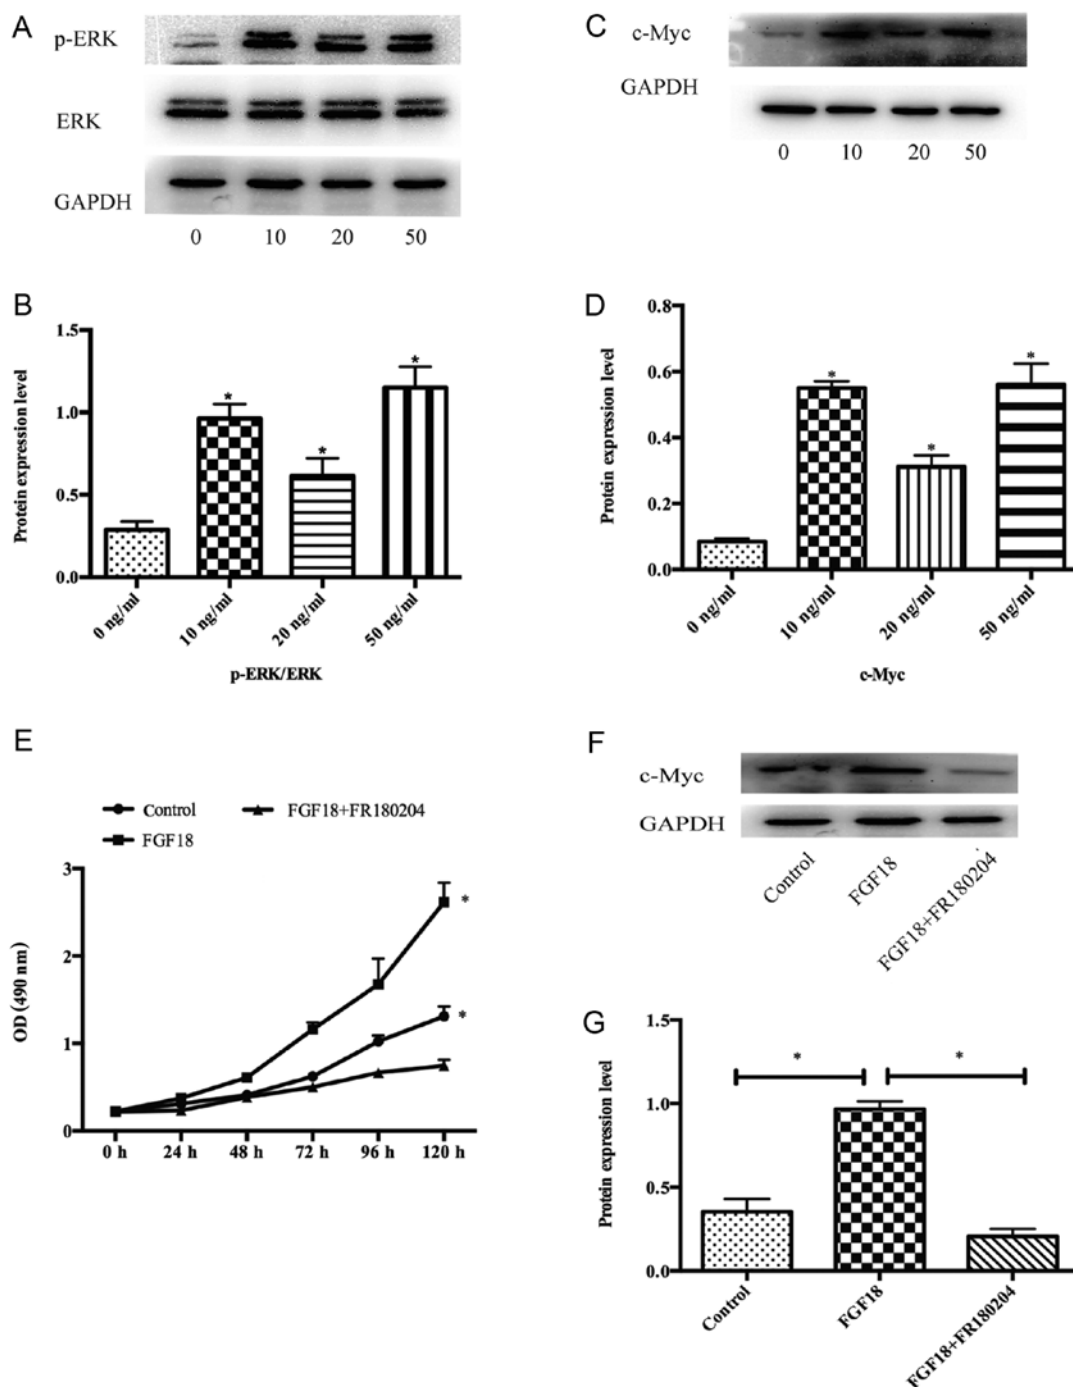 A
p-ERK
ERK
GAPDH
0 10 20 50
C
c-Myc
GAPDH
0 10 20 50
B
Protein expression level
1.5
1.0
0.5
0.0
* * *
0 ng/ml 10 ng/ml 20 ng/ml 50 ng/ml
p-ERK/ERK
D
Protein expression level
0.8
0.6
0.4
0.2
0.0
* * *
0 ng/ml 10 ng/ml 20 ng/ml 50 ng/ml
c-Myc
E
Control FGF18+FR180204
FGF18
OD (490 nm)
3
2
1
0
*
*
0 h 24 h 48 h 72 h 96 h 120 h
F
c-Myc
GAPDH
Control FGF18 FGF18+FR180204
G
Protein expression level
1.5
1.0
0.5
0.0
* *
Control FGF18 FGF18+FR180204